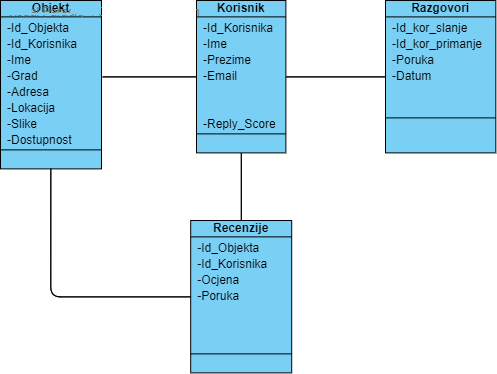 Objekt
-Id_Objekta
-Id_Korisnika
-Ime
-Grad
-Adresa
-Lokacija
-Slike
-Dostupnost
Korisnik
-Id_Korisnika
-Ime
-Prezime
-Email
-Reply_Score
Razgovori
-Id_kor_slanje
-Id_kor_primanje
-Poruka
-Datum
Recenzije
-Id_Objekta
-Id_Korisnika
-Ocjena
-Poruka